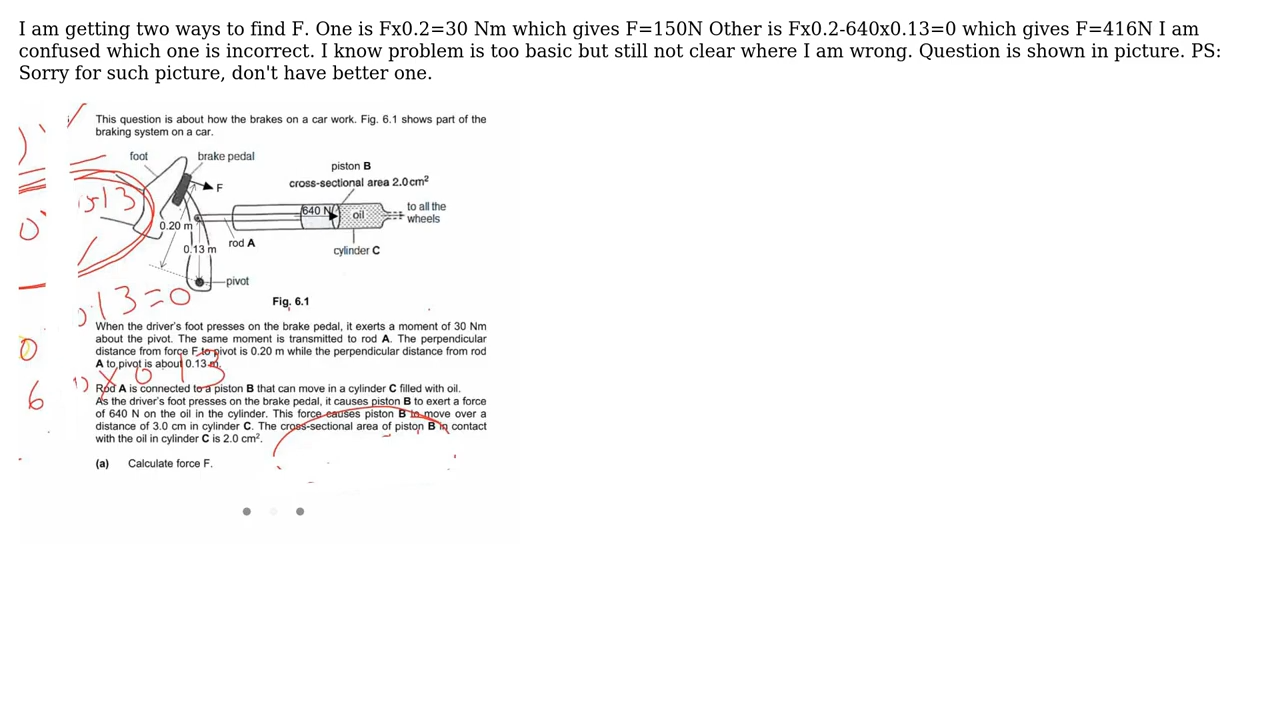 I am getting two ways to find F. One is Fx0.2=30 Nm which gives F=150N Other is Fx0.2-640x0.13=0 which gives F=416N I am
confused which one is incorrect. I know problem is too basic but still not clear where I am wrong. Question is shown in picture. PS:
Sorry for such picture, don't have better one.
This question is about how the brakes on a car work. Fig. 6.1 shows part of the
braking system on a car.
foot
brake pedal
piston B
cross-sectional area 2.0 cm²
F
640 N
oil
to all the
wheels
0.20 m
0.13 m
rod A
cylinder C
pivot
Fig. 6.1
13=0
When the driver's foot presses on the brake pedal, it exerts a moment of 30 Nm
about the pivot. The same moment is transmitted to rod A. The perpendicular
distance from force F to pivot is 0.20 m while the perpendicular distance from rod
A to pivot is about 0.13 m.
x 0 13
Rod A is connected to a piston B that can move in a cylinder C filled with oil.
As the driver's foot presses on the brake pedal, it causes piston B to exert a force
of 640 N on the oil in the cylinder. This force causes piston B to move over a
distance of 3.0 cm in cylinder C. The cross-sectional area of piston B in contact
with the oil in cylinder C is 2.0 cm².
(a) Calculate force F.